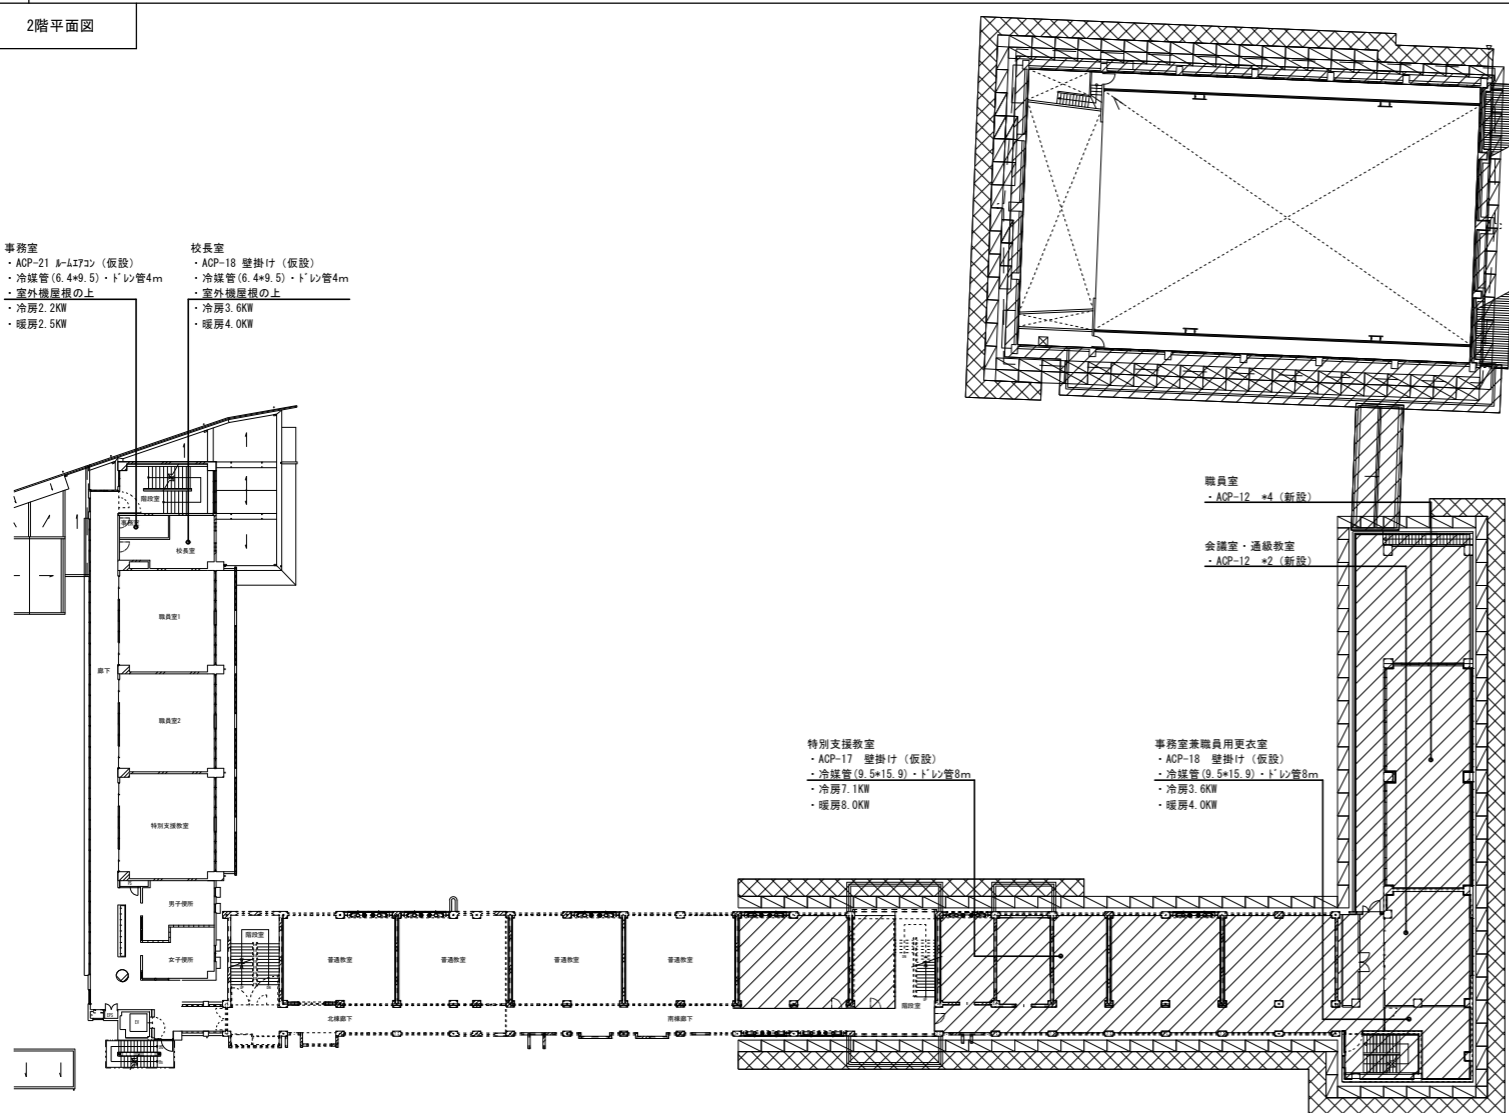 2階平面図
事務室
・ACP-21 ﾙｰﾑｴｱｺﾝ（仮設）
・冷媒管(6.4*9.5)・ﾄﾞﾚﾝ管4m
・室外機屋根の上
・冷房2.2KW
・暖房2.5KW
校長室
・ACP-18 壁掛け（仮設）
・冷媒管(6.4*9.5)・ﾄﾞﾚﾝ管4m
・室外機屋根の上
・冷房3.6KW
・暖房4.0KW
職員室
・ACP-12 *4（新設）
会議室・通級教室
・ACP-12 *2（新設）
特別支援教室
・ACP-17 壁掛け（仮設）
・冷媒管(9.5*15.9)・ﾄﾞﾚﾝ管8m
・冷房7.1KW
・暖房8.0KW
事務室兼職員用更衣室
・ACP-18 壁掛け（仮設）
・冷媒管(9.5*15.9)・ﾄﾞﾚﾝ管8m
・冷房3.6KW
・暖房4.0KW
階段室
事務室
校長室
職員室1
廊下
職員室2
特別支援教室
男子便所
女子便所
階段室
普通教室
普通教室
普通教室
普通教室
階段室
北棟廊下
南棟廊下